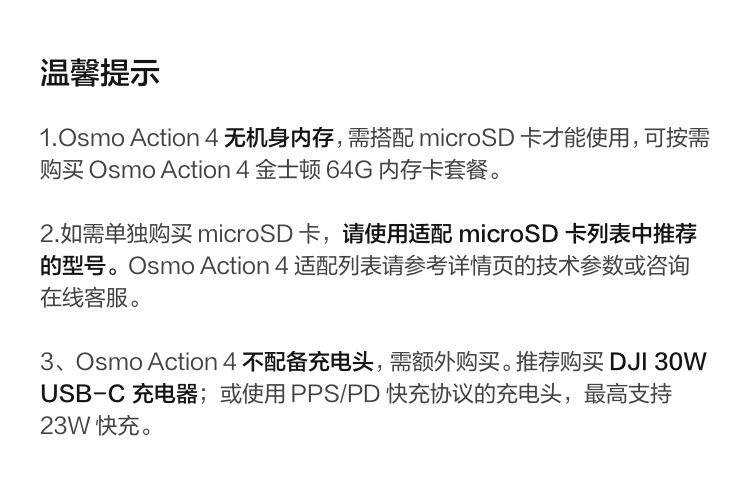 温馨提示
1.Osmo Action 4 无机身内存，需搭配 microSD 卡才能使用，可按需
购买 Osmo Action 4 金士顿 64G 内存卡套餐。
2.如需单独购买 microSD 卡，请使用适配 microSD 卡列表中推荐
的型号。Osmo Action 4 适配列表请参考详情页的技术参数或咨询
在线客服。
3、Osmo Action 4 不配备充电头，需额外购买。推荐购买 DJI 30W
USB-C 充电器；或使用 PPS/PD 快充协议的充电头，最高支持
23W 快充。